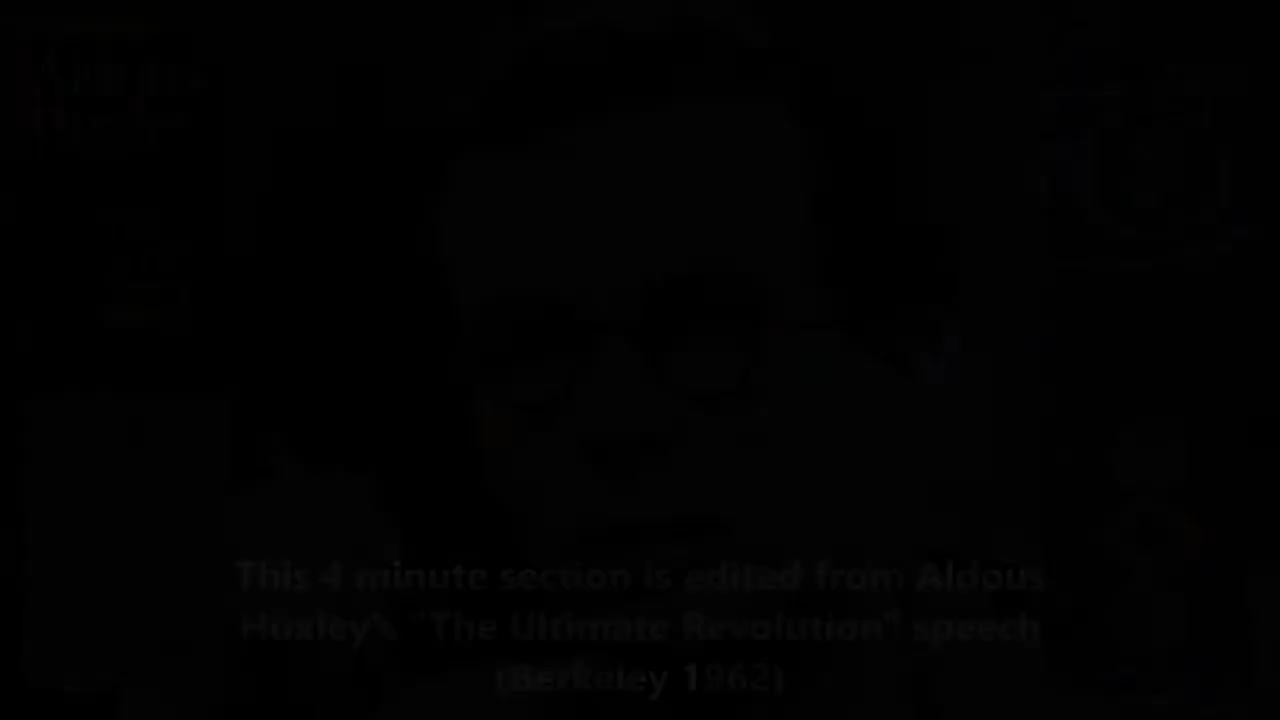 This 4 minute section is edited from Aldous
Huxley's "The Ultimate Revolution" speech
(Berkeley 1962)